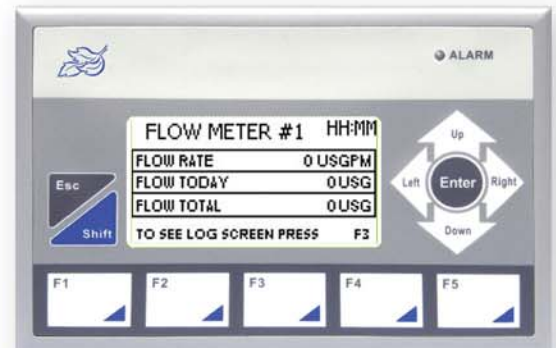 ALARM
FLOW METER #1 HH:MM
FLOW RATE 0 USGPM
FLOW TODAY 0 USG
FLOW TOTAL 0 USG
TO SEE LOG SCREEN PRESS F3
Esc
Shift
Up
Left
Enter
Right
Down
F1
F2
F3
F4
F5